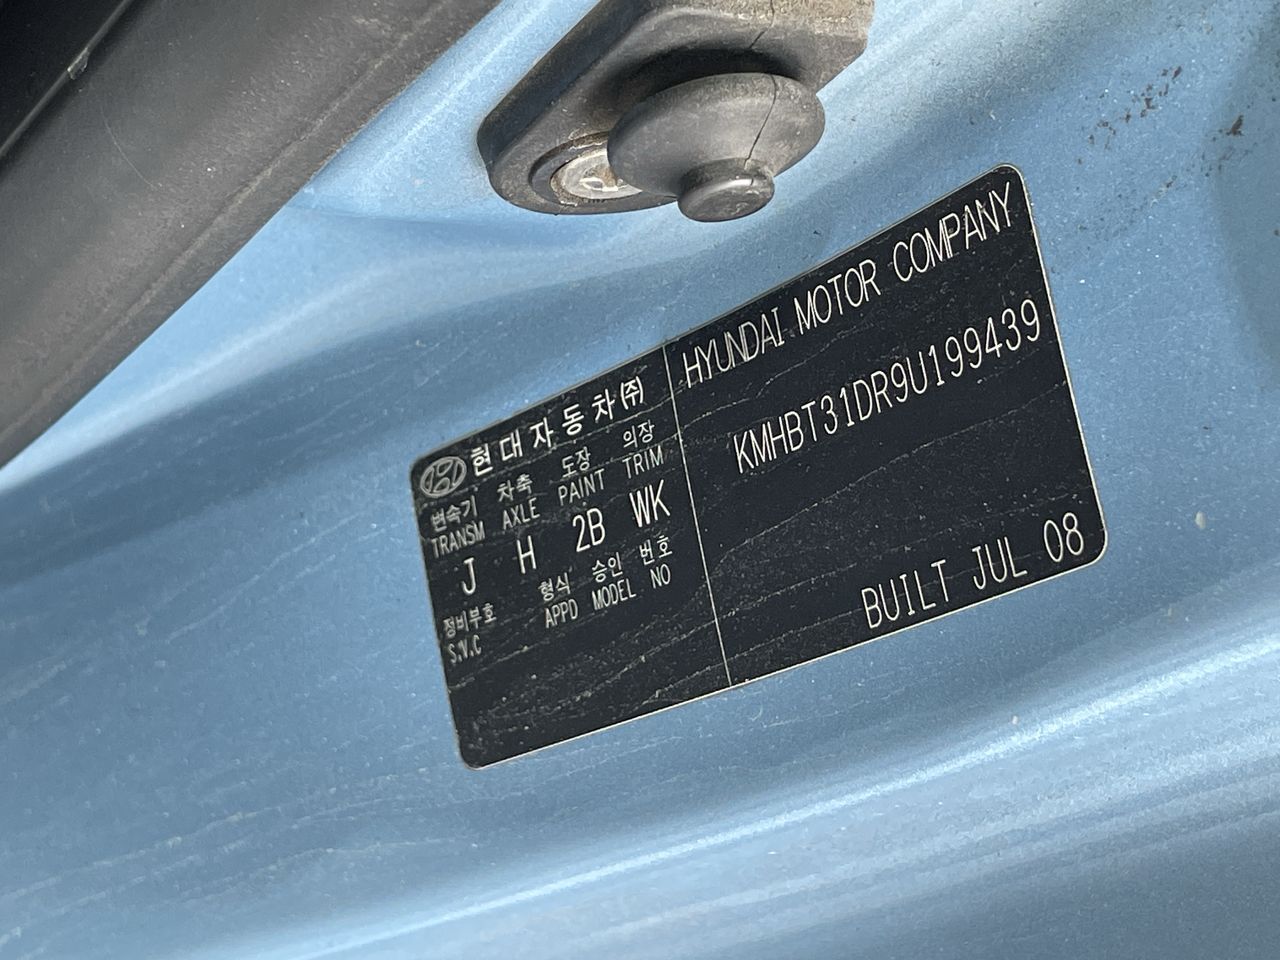 현대자동차(주)
변속기 차축 도장 의장
TRANSM AXLE PAINT TRIM
J H 2B WK
정비부호 형식 승인 번호
S.V.C APPD MODEL NO
HYUNDAI MOTOR COMPANY
KMHBT31DR9U199439
BUILT JUL 08